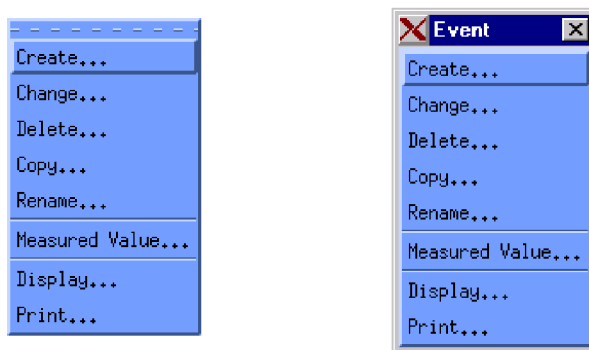 Create...
Change...
Delete...
Copy...
Rename...
Measured Value...
Display...
Print...
Event
Create...
Change...
Delete...
Copy...
Rename...
Measured Value...
Display...
Print...